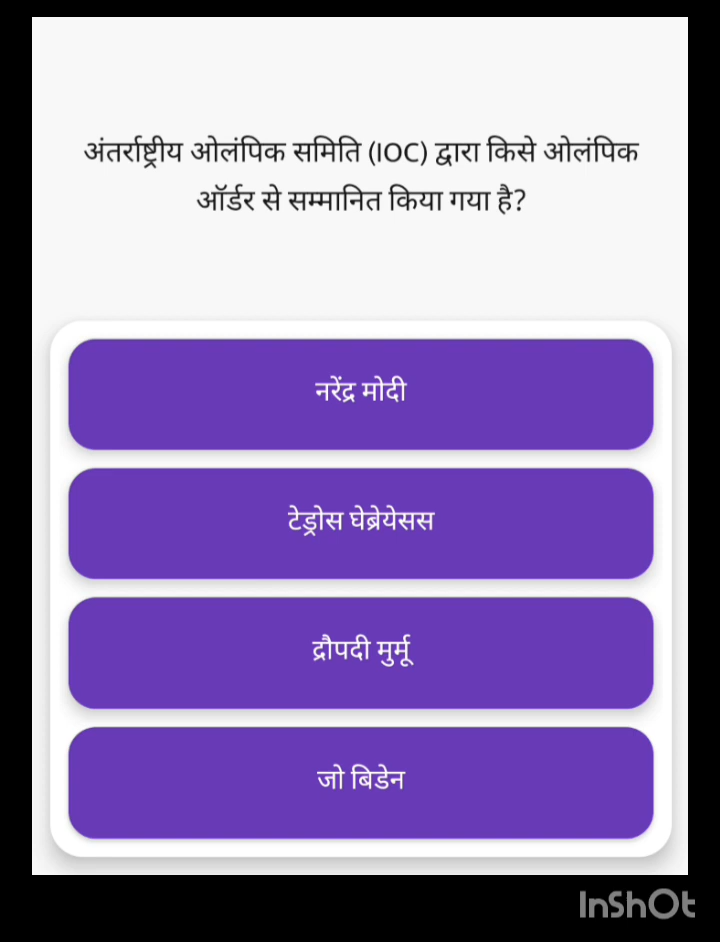 अंतर्राष्ट्रीय ओलंपिक समिति (IOC) द्वारा किसे ओलंपिक
ऑर्डर से सम्मानित किया गया है?
नरेंद्र मोदी
टेड्रोस घेब्रेयेसस
द्रौपदी मुर्मू
जो बिडेन
InShOt